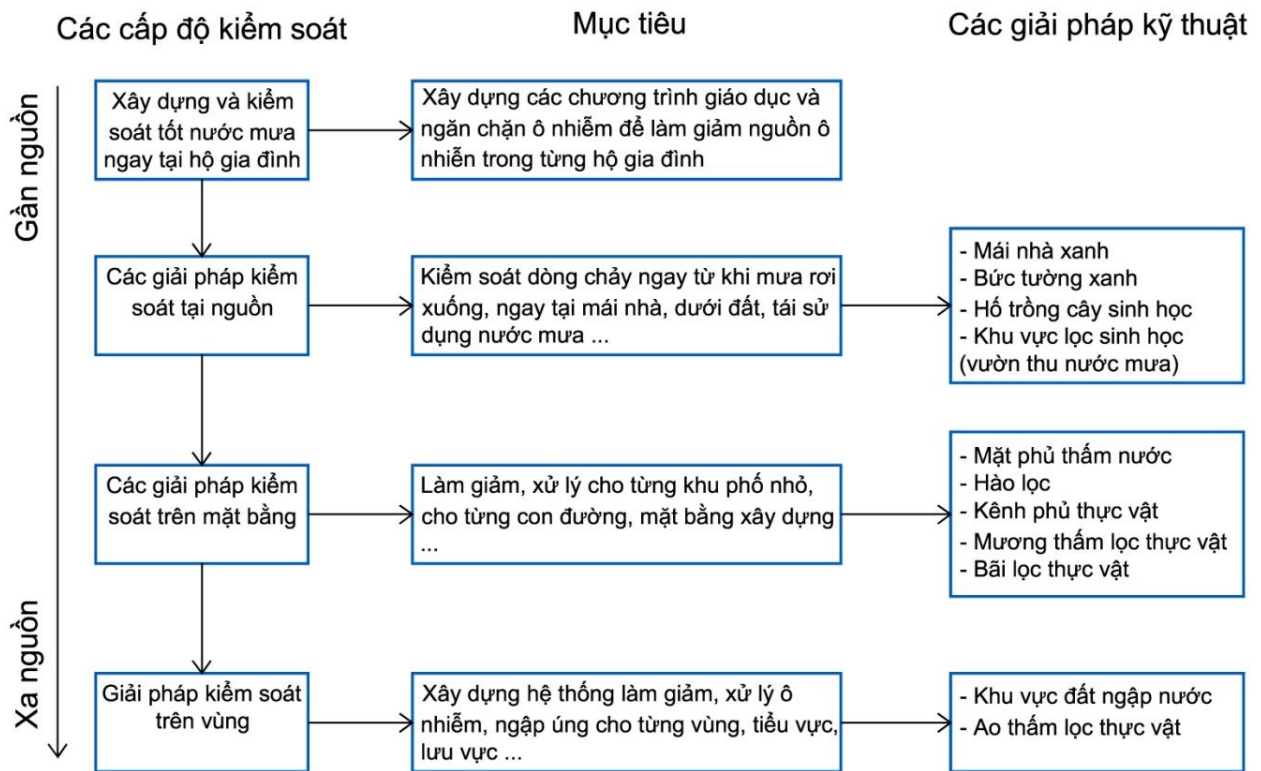 Các cấp độ kiểm soát
Mục tiêu
Các giải pháp kỹ thuật
Gần nguồn
Xa nguồn
Xây dựng và kiểm
soát tốt nước mưa
ngay tại hộ gia đình
Xây dựng các chương trình giáo dục và
ngăn chặn ô nhiễm để làm giảm nguồn ô
nhiễn trong từng hộ gia đình
Các giải pháp kiểm
soát tại nguồn
Kiểm soát dòng chảy ngay từ khi mưa rơi
xuống, ngay tại mái nhà, dưới đất, tái sử
dụng nước mưa ...
- Mái nhà xanh
- Bức tường xanh
- Hố trồng cây sinh học
- Khu vực lọc sinh học
(vườn thu nước mưa)
Các giải pháp kiểm
soát trên mặt bằng
Làm giảm, xử lý cho từng khu phố nhỏ,
cho từng con đường, mặt bằng xây dựng
...
- Mặt phủ thấm nước
- Hào lọc
- Kênh phủ thực vật
- Mương thấm lọc thực vật
- Bãi lọc thực vật
Giải pháp kiểm soát
trên vùng
Xây dựng hệ thống làm giảm, xử lý ô
nhiễm, ngập úng cho từng vùng, tiểu vực,
lưu vực ...
- Khu vực đất ngập nước
- Ao thấm lọc thực vật